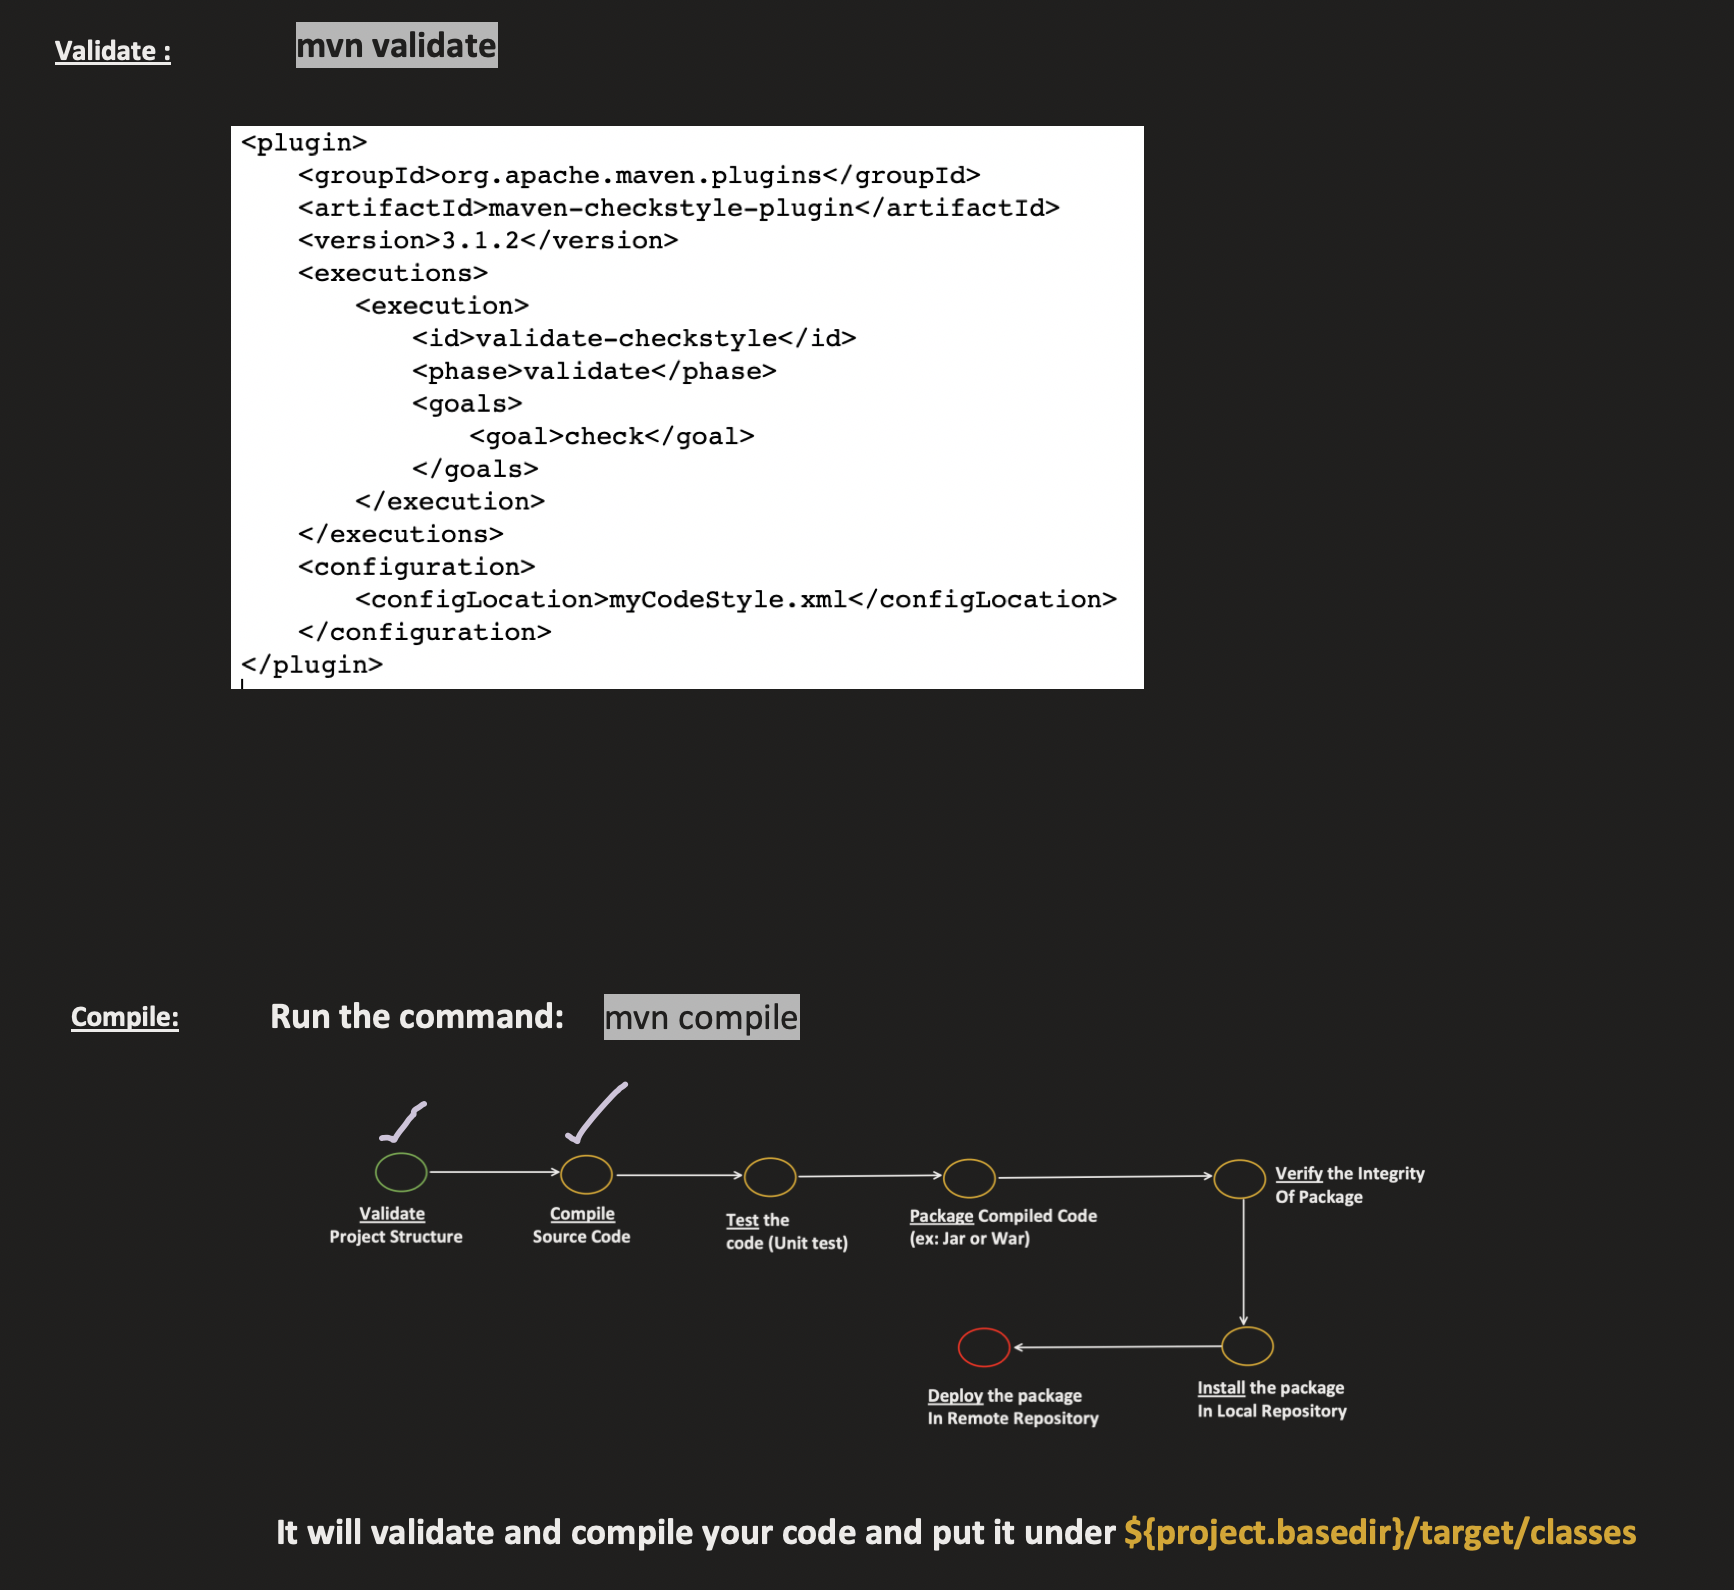 Validate :
mvn validate
<plugin>
<groupId>org.apache.maven.plugins</groupId>
<artifactId>maven-checkstyle-plugin</artifactId>
<version>3.1.2</version>
<executions>
<execution>
<id>validate-checkstyle</id>
<phase>validate</phase>
<goals>
<goal>check</goal>
</goals>
</execution>
</executions>
<configuration>
<configLocation>myCodeStyle.xml</configLocation>
</configuration>
</plugin>
Compile:
Run the command: mvn compile
Validate
Project Structure
Compile
Source Code
Test the
code (Unit test)
Package Compiled Code
(ex: Jar or War)
Verify the Integrity
Of Package
Deploy the package
In Remote Repository
Install the package
In Local Repository
It will validate and compile your code and put it under ${project.basedir}/target/classes